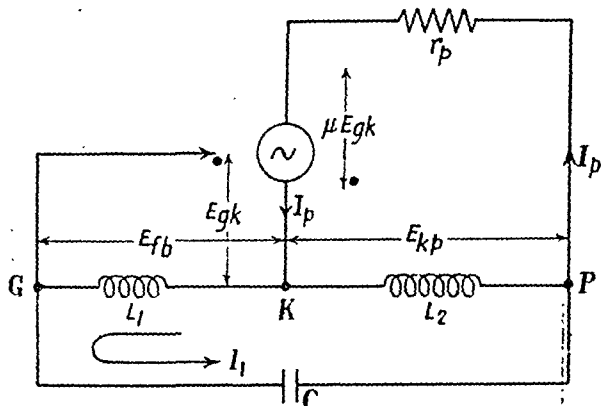 r_p
μE_gk
I_p
E_gk
I_p
E_fb
E_kp
G
K
P
L_1
L_2
I_1
C